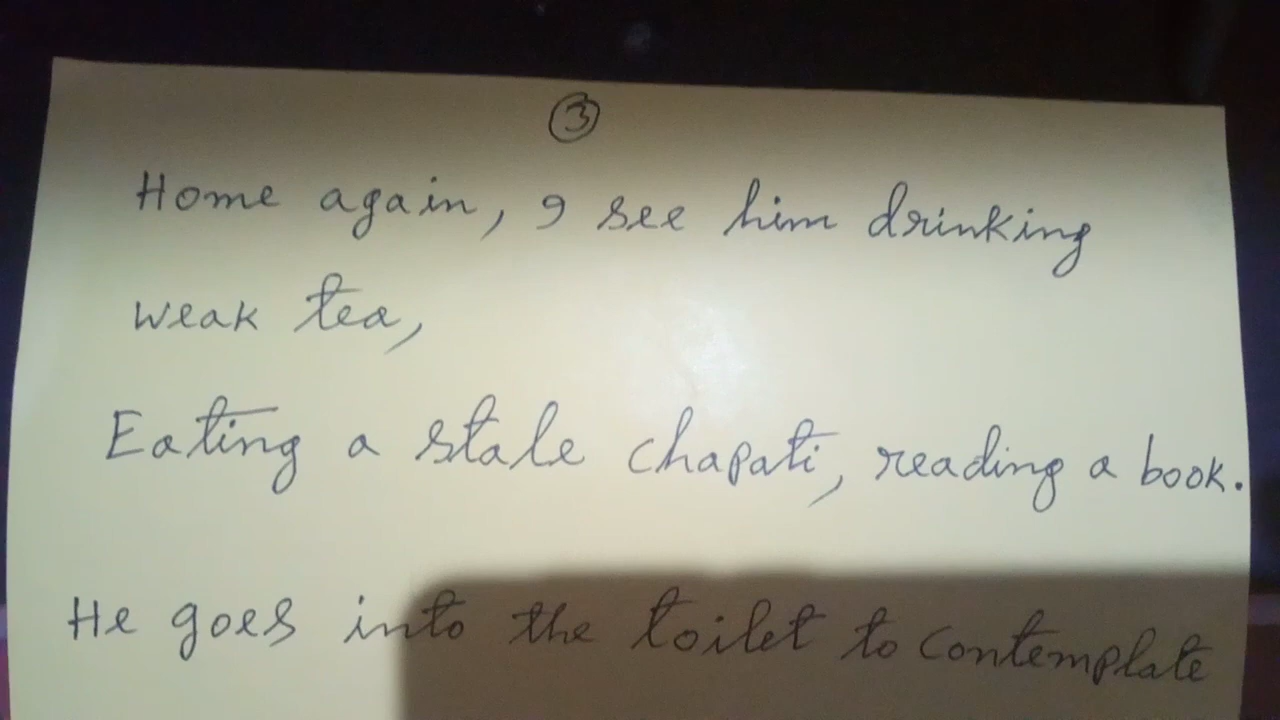 3
Home again, I see him drinking
weak tea,
Eating a stale chapati, reading a book.
He goes into the toilet to contemplate